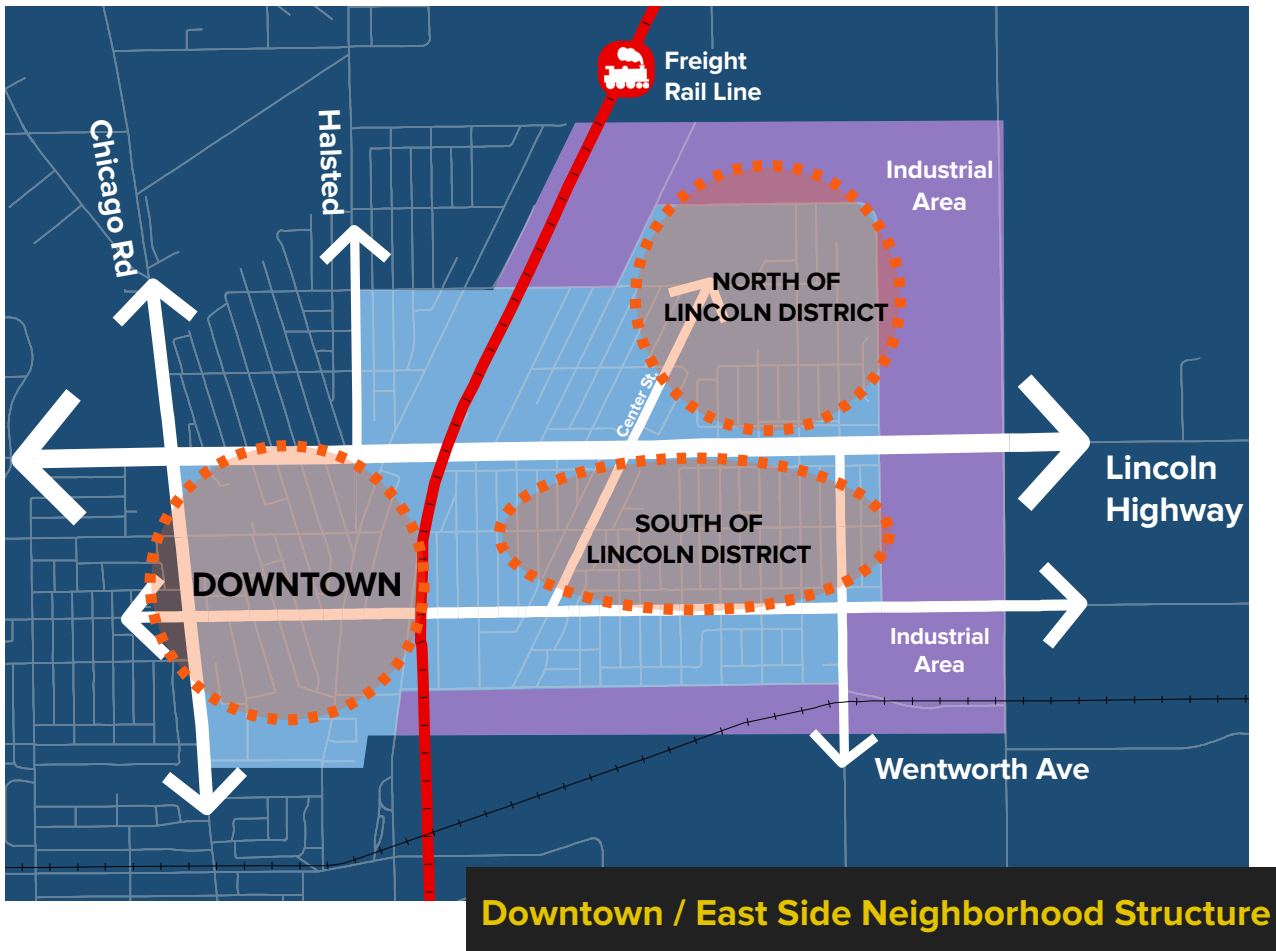 Freight
Rail Line
Chicago Rd
Halsted
Industrial
Area
NORTH OF
LINCOLN DISTRICT
Center St.
Lincoln
Highway
SOUTH OF
LINCOLN DISTRICT
DOWNTOWN
Industrial
Area
Wentworth Ave
Downtown / East Side Neighborhood Structure